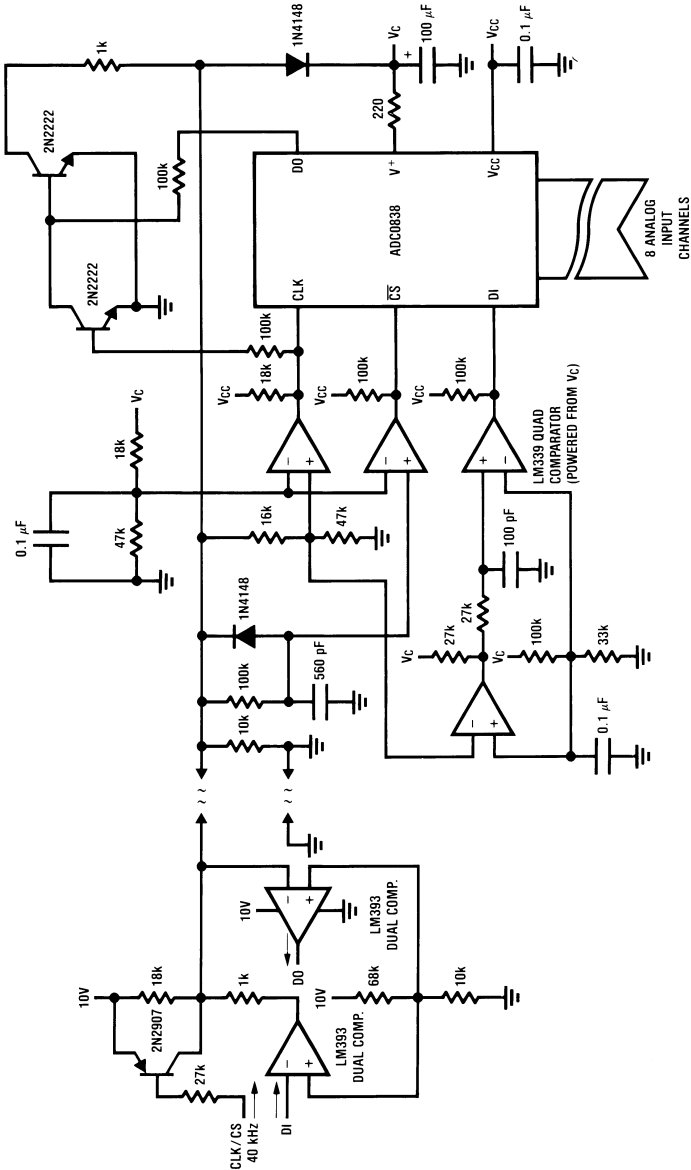 CLK/CS
40 kHz
DI
27k
2N2907
10V
18k
1k
LM393
DUAL COMP.
10V
68k
10k
DO
10V
LM393
DUAL COMP.
~
~
~
~
10k
100k
1N4148
560 pF
0.1 µF
47k
18k
VC
16k
47k
VCC
18k
100k
VCC
100k
VCC
100k
VC
27k
27k
100 pF
VC
100k
33k
0.1 µF
LM339 QUAD
COMPARATOR
(POWERED FROM VC)
2N2222
2N2222
100k
1k
CLK
CS
DI
ADC0838
DO
V+
VCC
1N4148
220
VC
+
100 µF
VCC
0.1 µF
8 ANALOG
INPUT
CHANNELS